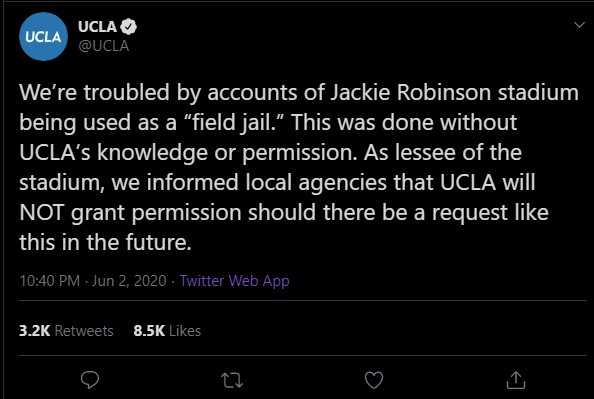 UCLA
UCLA
@UCLA
We're troubled by accounts of Jackie Robinson stadium
being used as a “field jail.” This was done without
UCLA's knowledge or permission. As lessee of the
stadium, we informed local agencies that UCLA will
NOT grant permission should there be a request like
this in the future.
10:40 PM · Jun 2, 2020 · Twitter Web App
3.2K Retweets 8.5K Likes